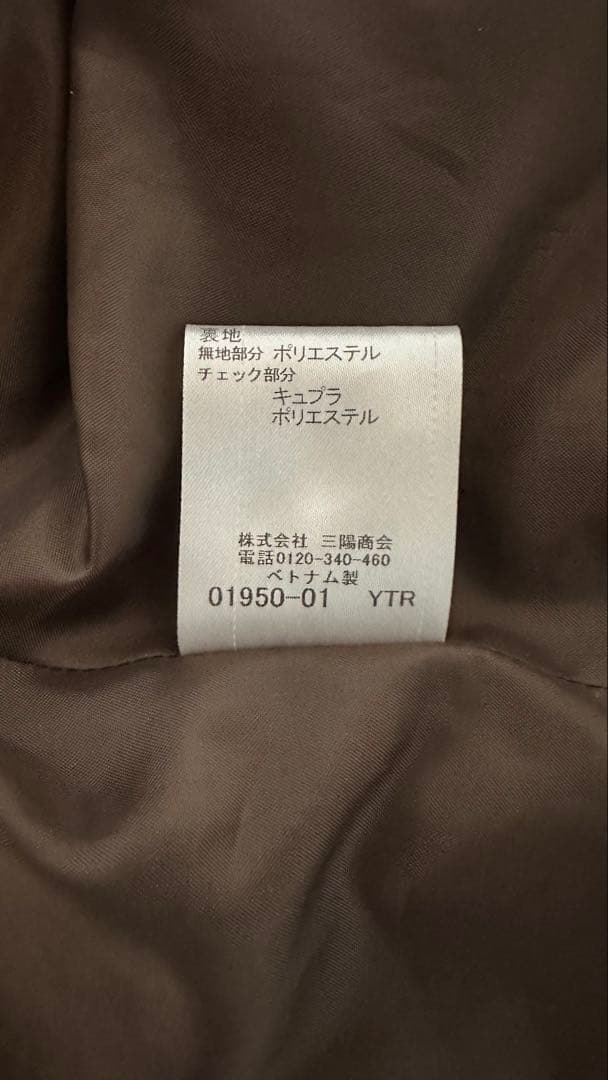 裏地
無地部分 ポリエステル
チェック部分
キュプラ
ポリエステル
株式会社 三陽商会
電話0120-340-460
ベトナム製
01950-01 YTR